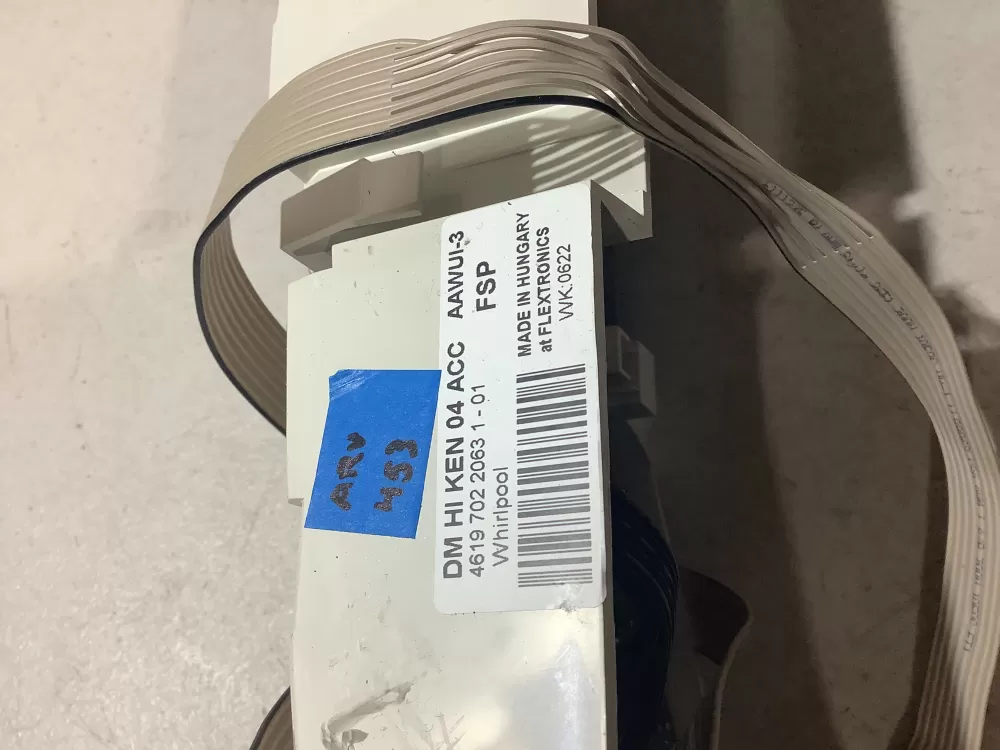 DM HI KEN 04 ACC AAWUI-3
4619 702 2063 1 - 01 FSP
Whirlpool
MADE IN HUNGARY
at FLEXTRONICS
WK:0622
ARV
453